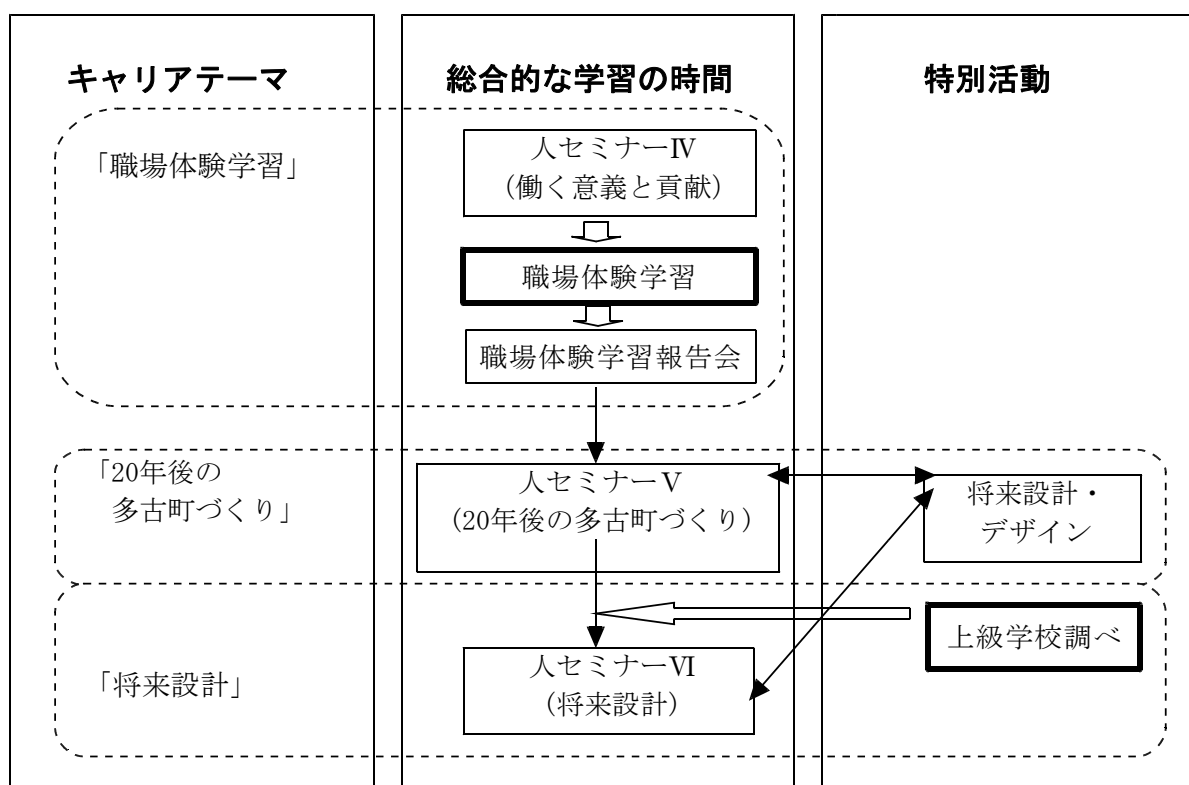 キャリアテーマ
総合的な学習の時間
特別活動
「職場体験学習」
人セミナーⅣ
(働く意義と貢献)
職場体験学習
職場体験学習報告会
「20年後の
多古町づくり」
人セミナーⅤ
(20年後の多古町づくり)
将来設計・
デザイン
上級学校調べ
「将来設計」
人セミナーⅥ
(将来設計)